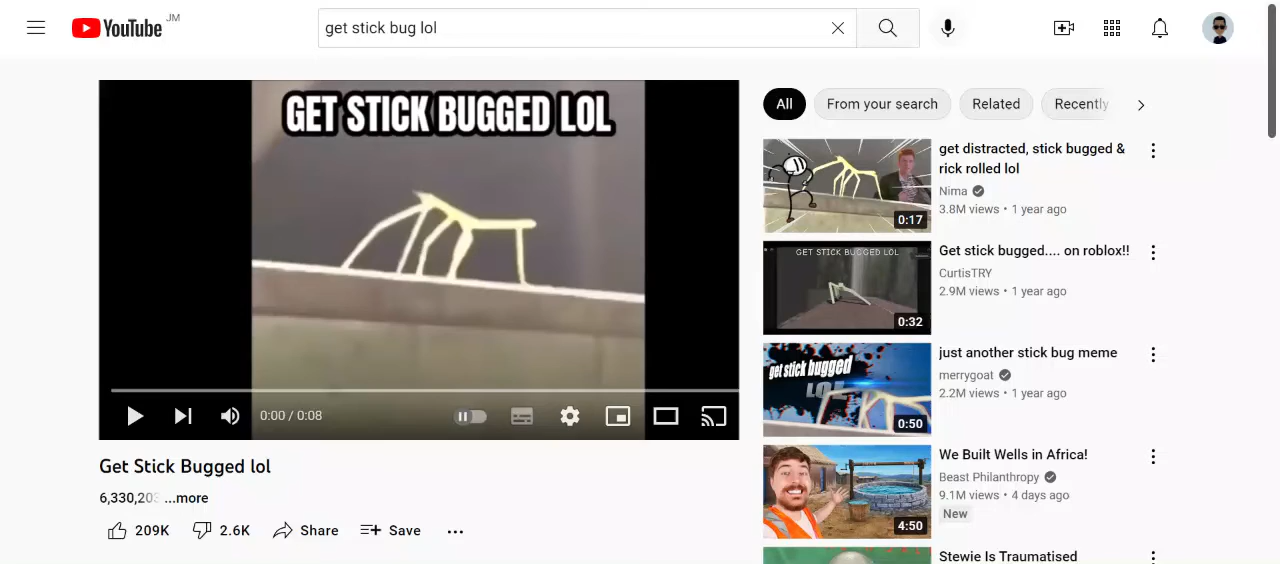 YouTube JM
get stick bug lol
GET STICK BUGGED LOL
0:00 / 0:08
Get Stick Bugged lol
6,330,203 ...more
209K 2.6K Share Save
All From your search Related Recently
get distracted, stick bugged &
rick rolled lol
Nima
3.8M views • 1 year ago
0:17
GET STICK BUGGED LOL
Get stick bugged.... on roblox!!
CurtisTRY
2.9M views • 1 year ago
0:32
get stick bugged
LOL
just another stick bug meme
merrygoat
2.2M views • 1 year ago
0:50
We Built Wells in Africa!
Beast Philanthropy
9.1M views • 4 days ago
New
4:50
Stewie Is Traumatised